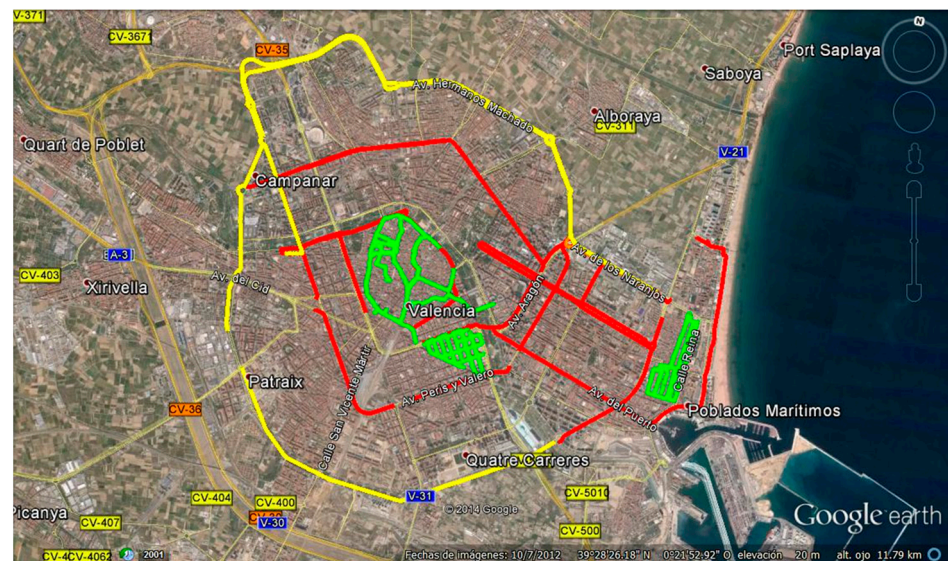 V-371
CV-3671
CV-35
N
Port Saplaya
Saboya
Av. Hermanos Machado
Alboraya
CV-311
Quart de Poblet
V-21
Campanar
A-3
CV-403
Av. del Cid
Xirivella
Av. de los Naranjos
Av. Aragón
Valencia
Calle Reina
Calle San Vicente Mártir
Patraix
Av. Peris y Valero
Av. del Puerto
CV-36
Poblados Marítimos
Quatre Carreres
CV-404
CV-400
V-31
CV-5010
Picanya
CV-407
V-30
© 2014 Google
CV-500
Google earth
CV-4062
2001
Fechas de imágenes: 10/7/2012 39°28'26.18" N 0°21'52.92" O elevación 20 m alt. ojo 11.79 km